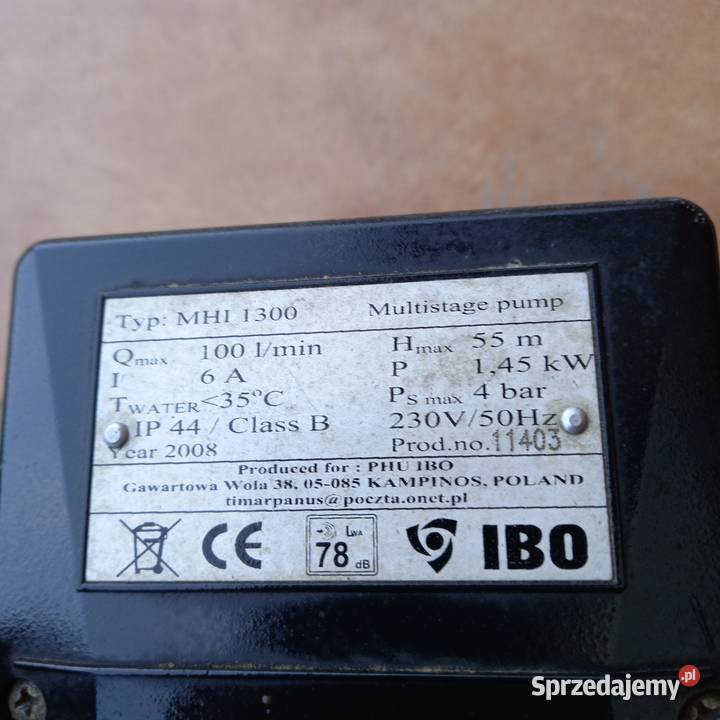 Typ: MHI 1300 Multistage pump
Qmax 100 l/min Hmax 55 m
I 6 A P 1,45 kW
TWATER <35°C Ps max 4 bar
IP 44 / Class B 230V/50Hz
Year 2008 Prod.no. 11403
Produced for : PHU IBO
Gawartowa Wola 38, 05-085 KAMPINOS, POLAND
timarpanus@poczta.onet.pl
CE LWA 78 dB IBO
Sprzedajemy.pl